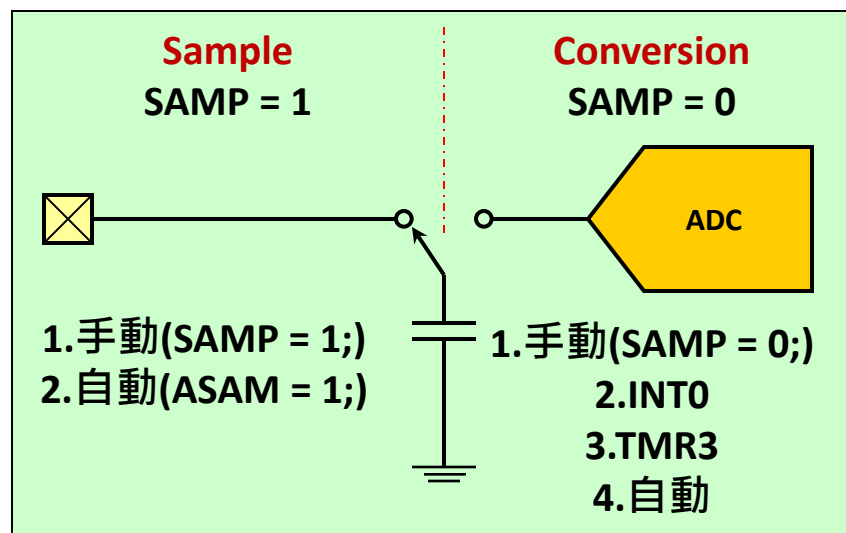 Sample
SAMP = 1
Conversion
SAMP = 0
ADC
1.手動(SAMP = 1;)
2.自動(ASAM = 1;)
1.手動(SAMP = 0;)
2.INT0
3.TMR3
4.自動